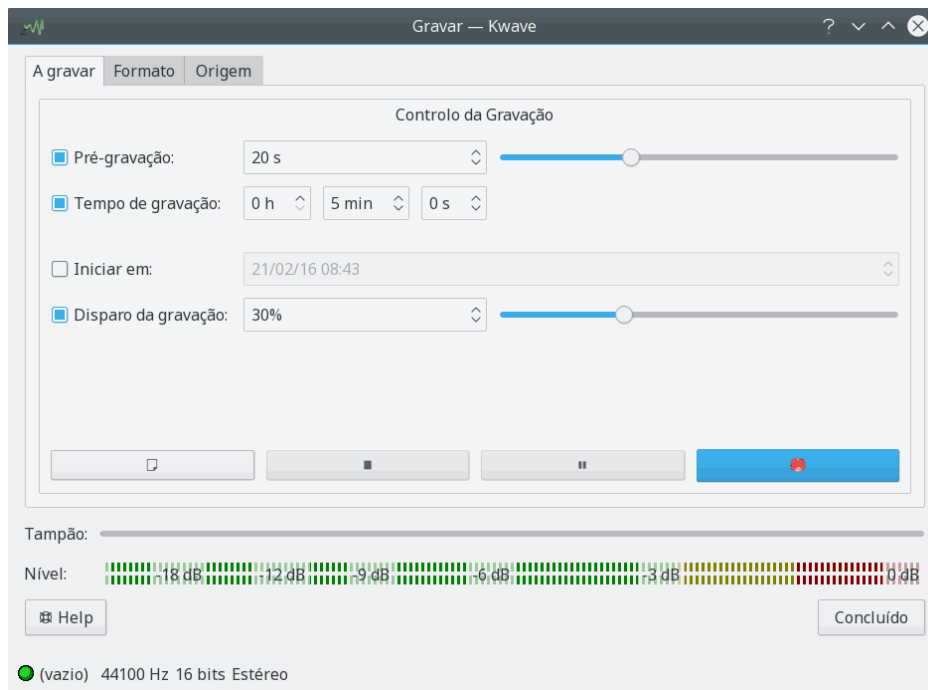 Gravar — Kwave
A gravar Formato Origem
Controlo da Gravação
Pré-gravação: 20 s
Tempo de gravação: 0 h 5 min 0 s
Iniciar em: 21/02/16 08:43
Disparo da gravação: 30%
Tampão:
Nível: -18 dB -12 dB -9 dB -6 dB -3 dB 0 dB
Help Concluído
(vazio) 44100 Hz 16 bits Estéreo